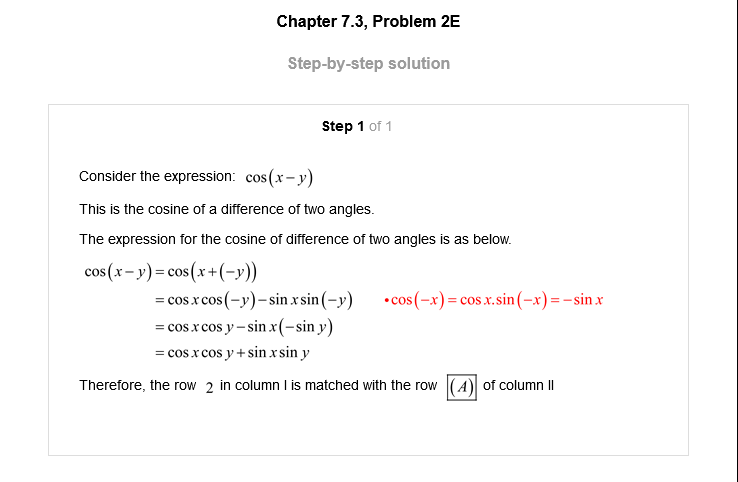 Chapter 7.3, Problem 2E
Step-by-step solution
Step 1 of 1
Consider the expression: cos(x−y)
This is the cosine of a difference of two angles.
The expression for the cosine of difference of two angles is as below.
cos(x−y)=cos(x+(−y))
=cos x cos(−y)−sin x sin(−y) •cos(−x)=cos x.sin(−x)=−sin x
=cos x cos y−sin x(−sin y)
=cos x cos y+sin x sin y
Therefore, the row 2 in column I is matched with the row (A) of column II